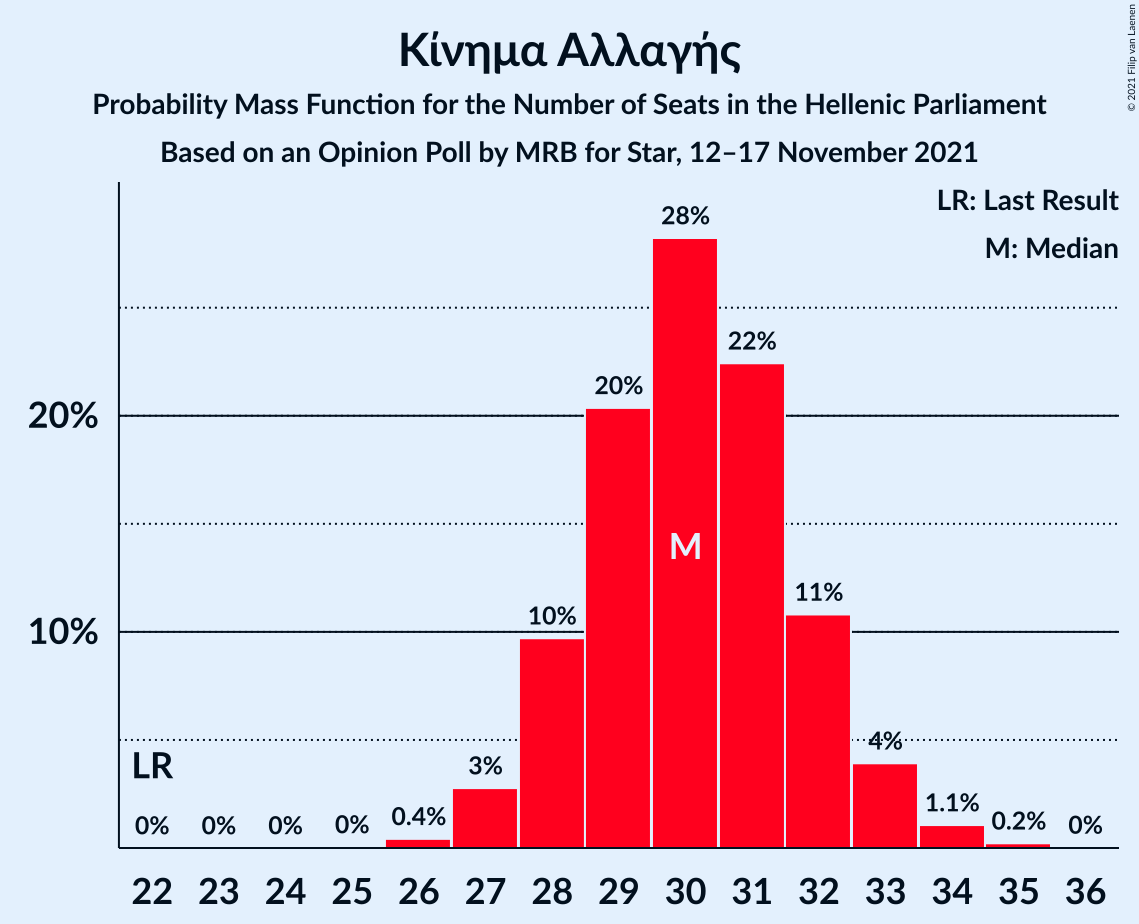 Κίνημα Αλλαγής
Probability Mass Function for the Number of Seats in the Hellenic Parliament
Based on an Opinion Poll by MRB for Star, 12–17 November 2021
© 2021 Filip van Laenen
LR: Last Result
M: Median
28%
22%
20%
20%
M
11%
10%
10%
4%
LR
3%
1.1%
0.4%
0.2%
0% 0% 0% 0% 0%
22 23 24 25 26 27 28 29 30 31 32 33 34 35 36